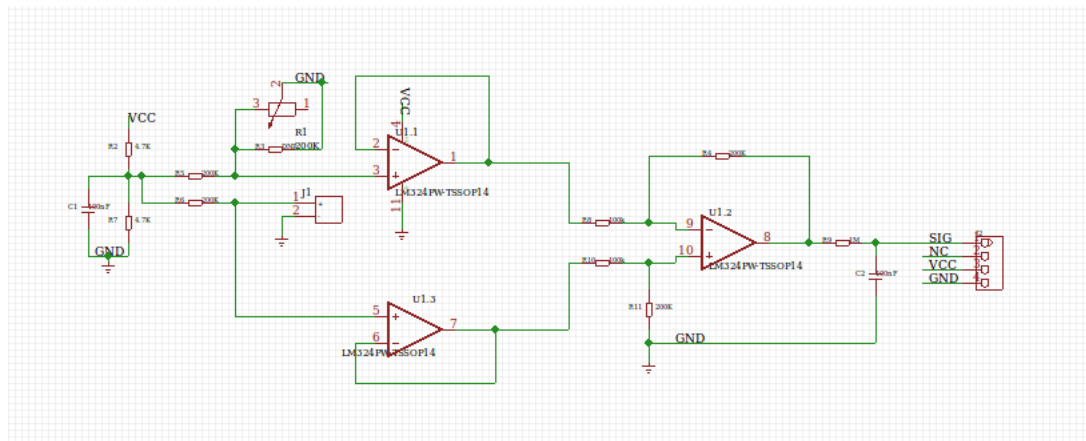 GND
2
3
1
VCC
VCC
4
R1
200K
U1.1
R2
4.7K
2
3
1
LM324PW-TSSOP14
11
R5
200K
R6
200K
J1
1
+
2
-
C1
100nF
R7
4.7K
GND
R4
200K
U1.2
R8
100k
9
10
8
LM324PW-TSSOP14
R9
1M
R10
100k
SIG
NC
VCC
GND
C2
100nF
R11
200K
U1.3
5
6
7
LM324PW-TSSOP14
GND